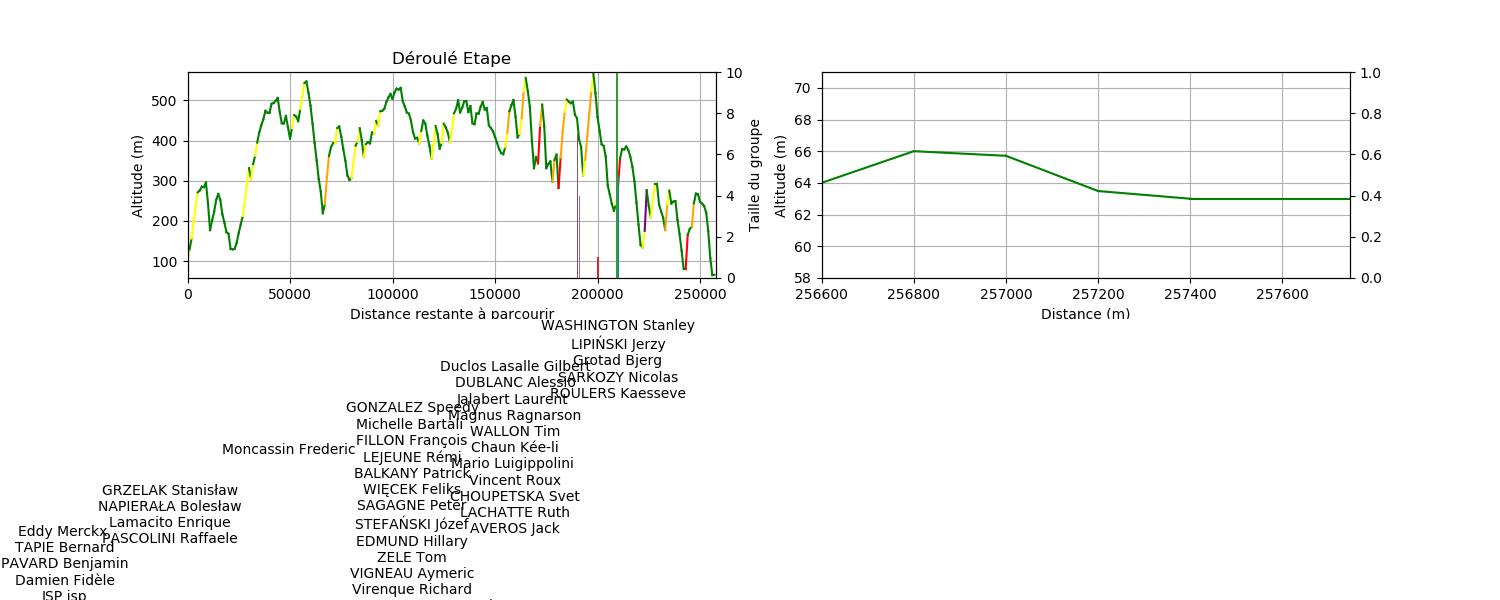 Déroulé Etape
500
400
300
200
100
Altitude (m)
0
50000
100000
150000
200000
250000
Distance restante à parcourir
10
8
6
4
2
0
Taille du groupe
70
68
66
64
62
60
58
Altitude (m)
256600
256800
257000
257200
257400
257600
Distance (m)
1.0
0.8
0.6
0.4
0.2
0.0
WASHINGTON Stanley
LIPIŃSKI Jerzy
Grotad Bjerg
SARKOZY Nicolas
ROULERS Kaesseve
Duclos Lasalle Gilbert
DUBLANC Alessio
Jalabert Laurent
Magnus Ragnarson
WALLON Tim
Chaun Kée-li
Mario Luigippolini
Vincent Roux
CHOUPETSKA Svet
LACHATTE Ruth
AVEROS Jack
GONZALEZ Speedy
Michelle Bartali
FILLON François
LEJEUNE Rémi
BALKANY Patrick
WIĘCEK Feliks
SAGAGNE Peter
STEFAŃSKI Józef
EDMUND Hillary
ZELE Tom
VIGNEAU Aymeric
Virenque Richard
Moncassin Frederic
GRZELAK Stanisław
NAPIERAŁA Bolesław
Lamacito Enrique
PASCOLINI Raffaele
Eddy Merckx
TAPIE Bernard
PAVARD Benjamin
Damien Fidèle
JSP jsp